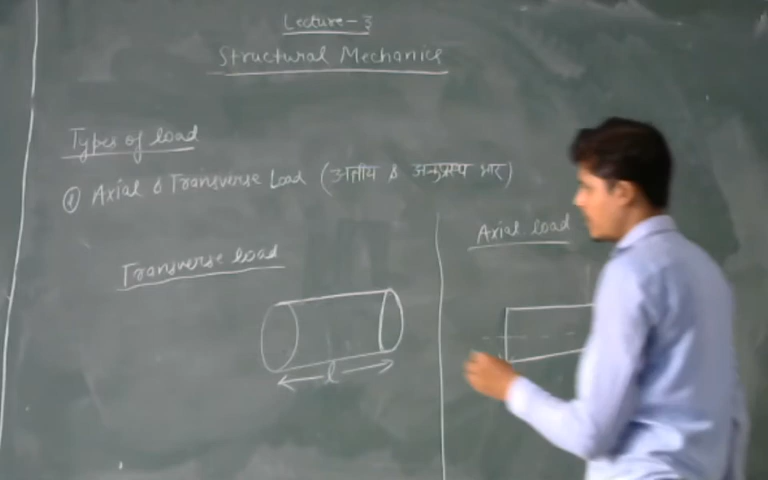 Lecture-3
Structural Mechanics
Types of load
① Axial & Transverse Load (अक्षीय & अनुप्रस्थ भार)
Transverse load
Axial load
l